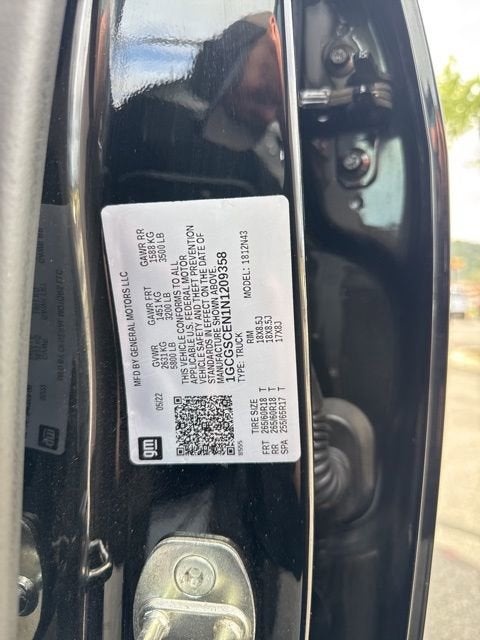 MFD BY GENERAL MOTORS LLC
05/22 GVWR GAWR FRT GAWR RR
2631 KG 1451 KG 1588 KG
5800 LB 3200 LB 3500 LB
THIS VEHICLE CONFORMS TO ALL
APPLICABLE U.S. FEDERAL MOTOR
VEHICLE SAFETY AND THEFT PREVENTION
STANDARDS IN EFFECT ON THE DATE OF
MANUFACTURE SHOWN ABOVE.
1GCGSCEN1N1209358
TYPE: TRUCK MODEL: 1812N43
gm
TIRE SIZE RIM
FRT 265/60R18 T 18X8.5J
RR 265/60R18 T 18X8.5J
SPA 255/65R17 T 17X8J